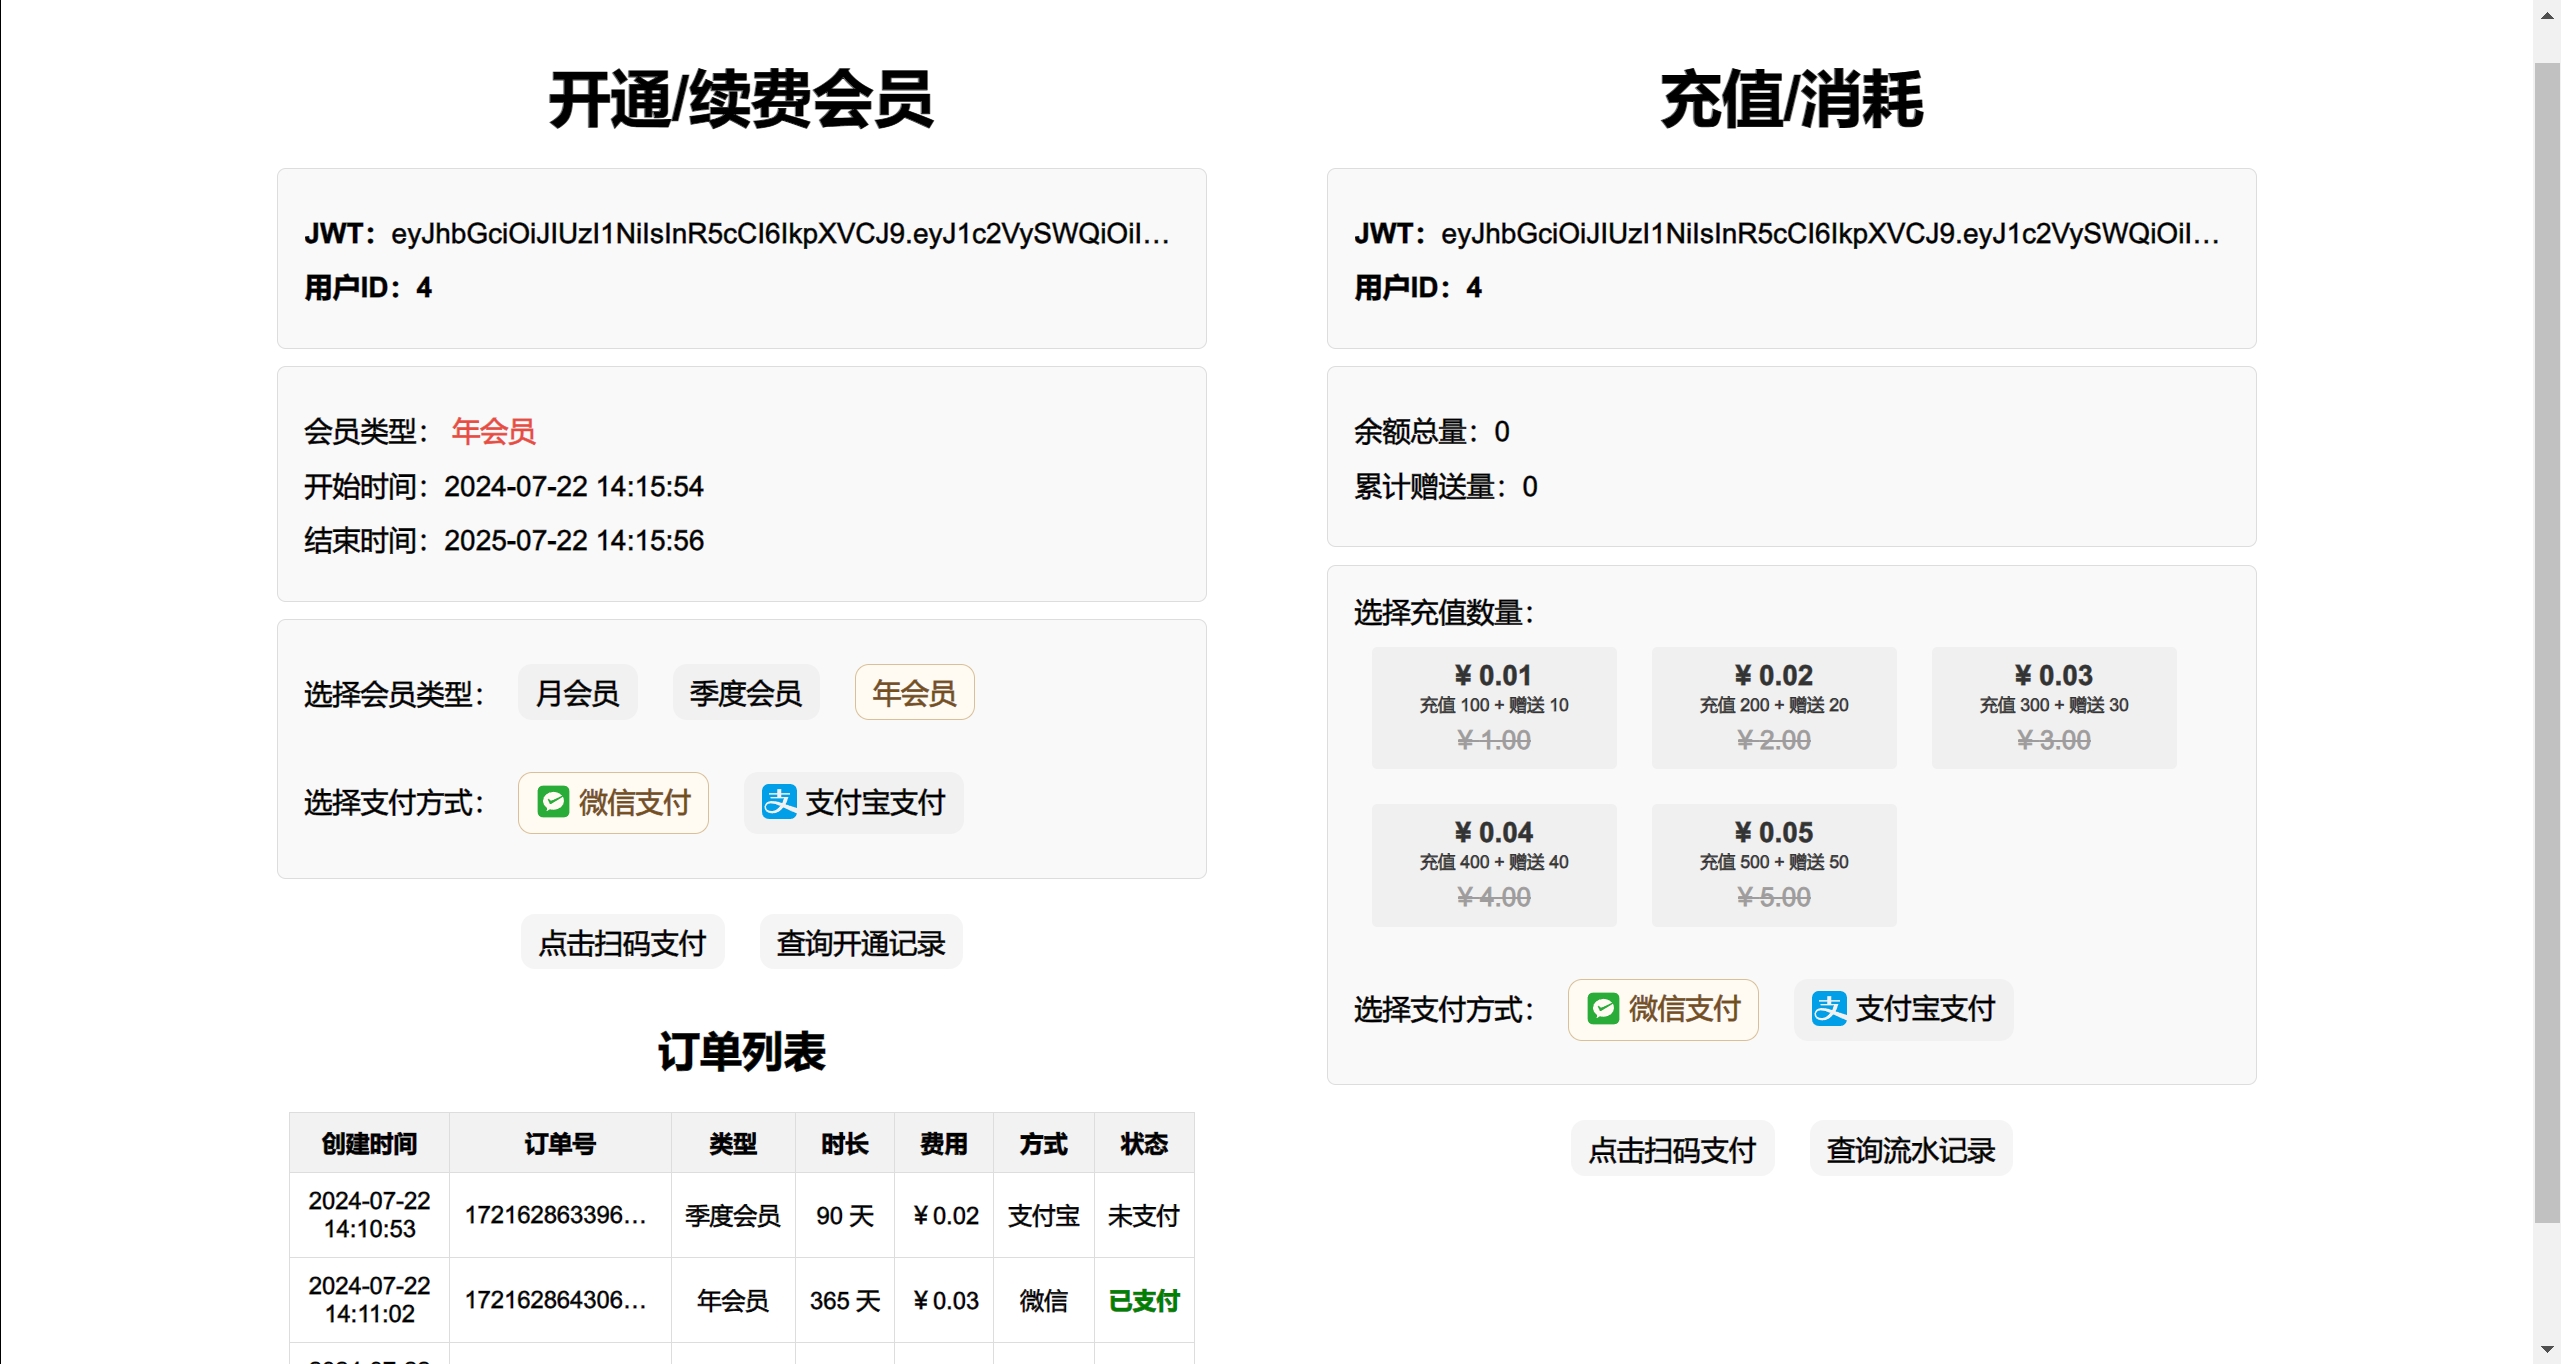 开通/续费会员
JWT：eyJhbGciOiJIUzI1NiIsInR5cCI6IkpXVCJ9.eyJ1c2VySWQiOiI...
用户ID：4
会员类型： 年会员
开始时间：2024-07-22 14:15:54
结束时间：2025-07-22 14:15:56
选择会员类型： 月会员 季度会员 年会员
选择支付方式： 微信支付 支付宝支付
点击扫码支付 查询开通记录
订单列表
创建时间 订单号 类型 时长 费用 方式 状态
2024-07-22 14:10:53 172162863396... 季度会员 90 天 ¥ 0.02 支付宝 未支付
2024-07-22 14:11:02 172162864306... 年会员 365 天 ¥ 0.03 微信 已支付
充值/消耗
JWT：eyJhbGciOiJIUzI1NiIsInR5cCI6IkpXVCJ9.eyJ1c2VySWQiOiI...
用户ID：4
余额总量：0
累计赠送量：0
选择充值数量：
¥ 0.01
充值 100 + 赠送 10
¥ 1.00
¥ 0.02
充值 200 + 赠送 20
¥ 2.00
¥ 0.03
充值 300 + 赠送 30
¥ 3.00
¥ 0.04
充值 400 + 赠送 40
¥ 4.00
¥ 0.05
充值 500 + 赠送 50
¥ 5.00
选择支付方式： 微信支付 支付宝支付
点击扫码支付 查询流水记录